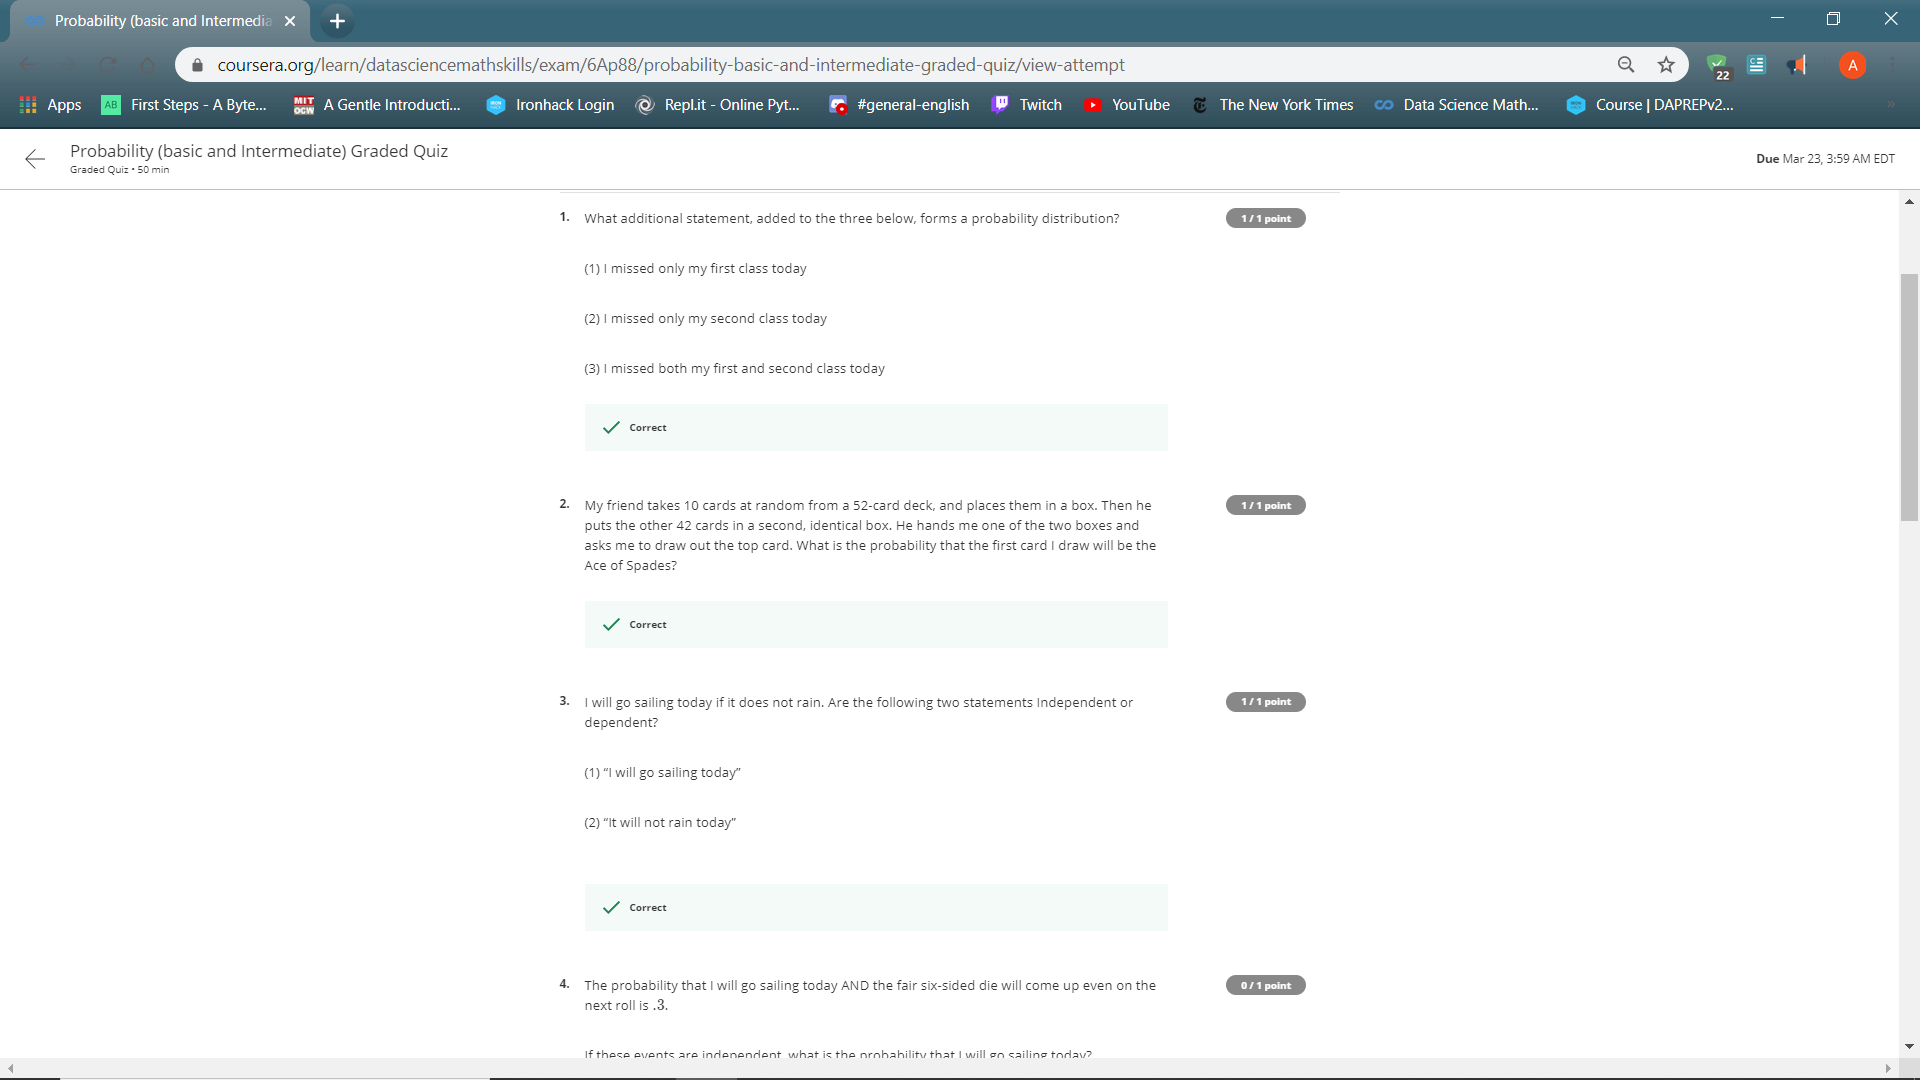 Probability (basic and Intermedia
coursera.org/learn/datasciencemathskills/exam/6Ap88/probability-basic-and-intermediate-graded-quiz/view-attempt
22
A
Apps
AB
First Steps - A Byte...
MIT
OCW
A Gentle Introducti...
IRON
HACK
Ironhack Login
Repl.it - Online Pyt...
#general-english
Twitch
YouTube
The New York Times
Data Science Math...
Course | DAPREPv2...
Probability (basic and Intermediate) Graded Quiz
Graded Quiz • 50 min
Due Mar 23, 3:59 AM EDT
1. What additional statement, added to the three below, forms a probability distribution?
1 / 1 point
(1) I missed only my first class today
(2) I missed only my second class today
(3) I missed both my first and second class today
Correct
2. My friend takes 10 cards at random from a 52-card deck, and places them in a box. Then he
puts the other 42 cards in a second, identical box. He hands me one of the two boxes and
asks me to draw out the top card. What is the probability that the first card I draw will be the
Ace of Spades?
1 / 1 point
Correct
3. I will go sailing today if it does not rain. Are the following two statements Independent or
dependent?
1 / 1 point
(1) “I will go sailing today”
(2) “It will not rain today”
Correct
4. The probability that I will go sailing today AND the fair six-sided die will come up even on the
next roll is .3.
0 / 1 point
If these events are independent, what is the probability that I will go sailing today?